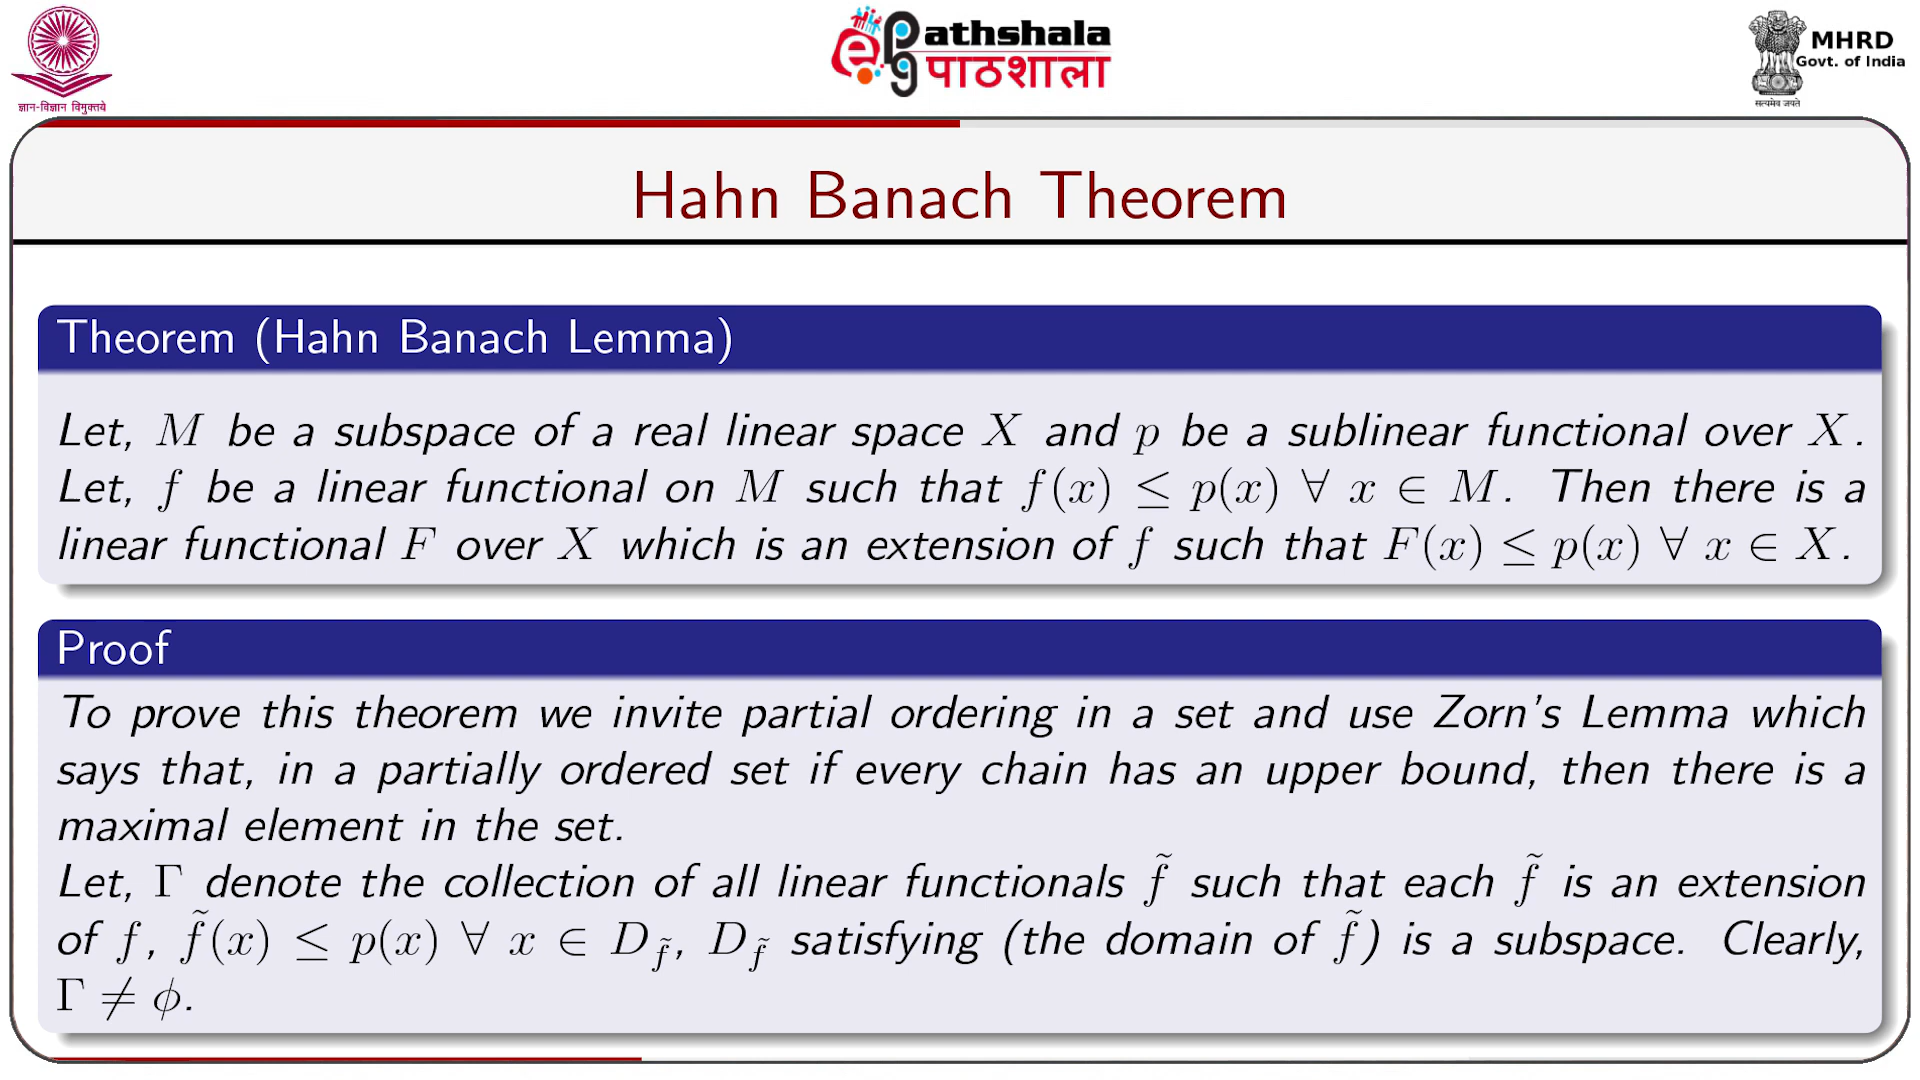 ज्ञान-विज्ञान विमुक्तये
ePathshala
पाठशाला
MHRD
Govt. of India
सत्यमेव जयते
Hahn Banach Theorem
Theorem (Hahn Banach Lemma)
Let, M be a subspace of a real linear space X and p be a sublinear functional over X.
Let, f be a linear functional on M such that f(x) ≤ p(x) ∀ x ∈ M. Then there is a
linear functional F over X which is an extension of f such that F(x) ≤ p(x) ∀ x ∈ X.
Proof
To prove this theorem we invite partial ordering in a set and use Zorn's Lemma which
says that, in a partially ordered set if every chain has an upper bound, then there is a
maximal element in the set.
Let, Γ denote the collection of all linear functionals f̃ such that each f̃ is an extension
of f, f̃(x) ≤ p(x) ∀ x ∈ D_f̃, D_f̃ satisfying (the domain of f̃) is a subspace. Clearly,
Γ ≠ ϕ.